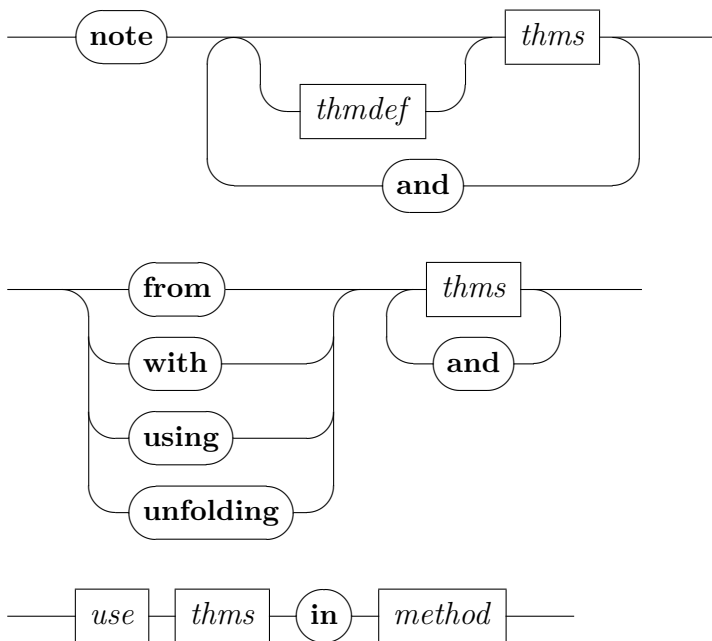 note thms
thmdef
and
from thms
with and
using
unfolding
use thms in method